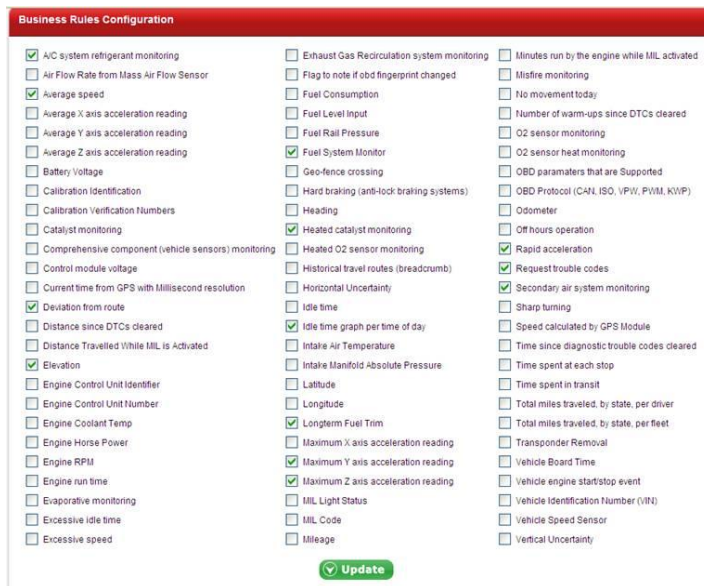 Business Rules Configuration
A/C system refrigerant monitoring
Air Flow Rate from Mass Air Flow Sensor
Average speed
Average X axis acceleration reading
Average Y axis acceleration reading
Average Z axis acceleration reading
Battery Voltage
Calibration Identification
Calibration Verification Numbers
Catalyst monitoring
Comprehensive component (vehicle sensors) monitoring
Control module voltage
Current time from GPS with Millisecond resolution
Deviation from route
Distance since DTCs cleared
Distance Travelled While MIL is Activated
Elevation
Engine Control Unit Identifier
Engine Control Unit Number
Engine Coolant Temp
Engine Horse Power
Engine RPM
Engine run time
Evaporative monitoring
Excessive idle time
Excessive speed
Exhaust Gas Recirculation system monitoring
Flag to note if obd fingerprint changed
Fuel Consumption
Fuel Level Input
Fuel Rail Pressure
Fuel System Monitor
Geo-fence crossing
Hard braking (anti-lock braking systems)
Heading
Heated catalyst monitoring
Heated O2 sensor monitoring
Historical travel routes (breadcrumb)
Horizontal Uncertainty
Idle time
Idle time graph per time of day
Intake Air Temperature
Intake Manifold Absolute Pressure
Latitude
Longitude
Longterm Fuel Trim
Maximum X axis acceleration reading
Maximum Y axis acceleration reading
Maximum Z axis acceleration reading
MIL Light Status
MIL Code
Mileage
Minutes run by the engine while MIL activated
Misfire monitoring
No movement today
Number of warm-ups since DTCs cleared
O2 sensor monitoring
O2 sensor heat monitoring
OBD paramaters that are Supported
OBD Protocol (CAN, ISO, VPW, PWM, KWP)
Odometer
Off hours operation
Rapid acceleration
Request trouble codes
Secondary air system monitoring
Sharp turning
Speed calculated by GPS Module
Time since diagnostic trouble codes cleared
Time spent at each stop
Time spent in transit
Total miles traveled, by state, per driver
Total miles traveled, by state, per fleet
Transponder Removal
Vehicle Board Time
Vehicle engine start/stop event
Vehicle Identification Number (VIN)
Vehicle Speed Sensor
Vertical Uncertainty
Update